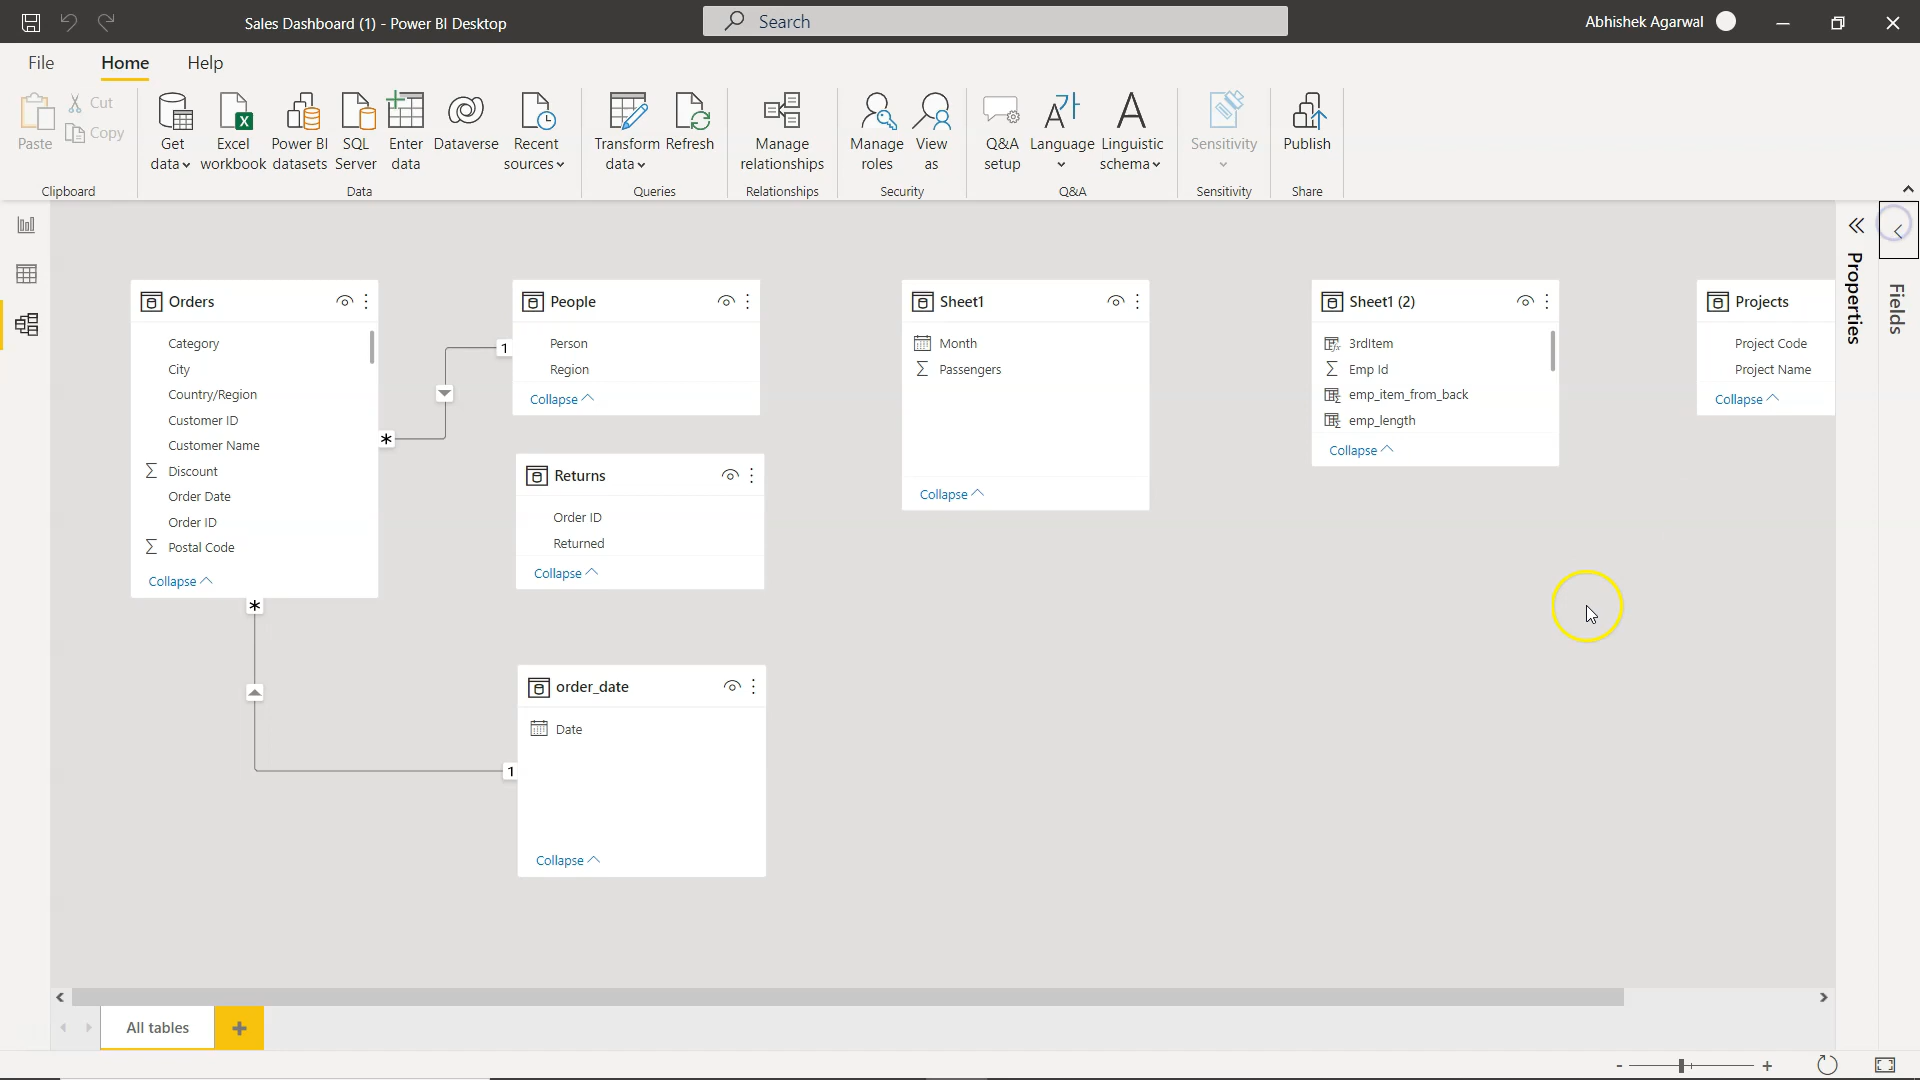 Sales Dashboard (1) - Power BI Desktop
Search
Abhishek Agarwal
File
Home
Help
Paste
Cut
Copy
Get data
Excel workbook
Power BI datasets
SQL Server
Enter data
Dataverse
Recent sources
Transform data
Refresh
Manage relationships
Manage roles
View as
Q&A setup
Language
Linguistic schema
Sensitivity
Publish
Clipboard
Data
Queries
Relationships
Security
Q&A
Sensitivity
Share
Orders
Category
City
Country/Region
Customer ID
Customer Name
Discount
Order Date
Order ID
Postal Code
Collapse
*
1
*
1
People
Person
Region
Collapse
Returns
Order ID
Returned
Collapse
order_date
Date
Collapse
Sheet1
Month
Passengers
Collapse
Sheet1 (2)
3rdItem
Emp Id
emp_item_from_back
emp_length
Collapse
Projects
Project Code
Project Name
Collapse
Properties
Fields
All tables